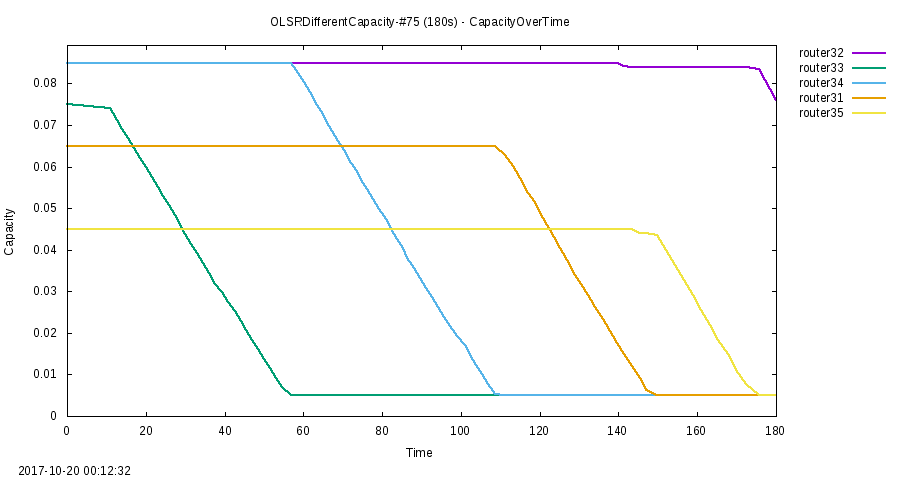 OLSRDifferentCapacity-#75 (180s) - CapacityOverTime
router32
router33
router34
router31
router35
0.08
0.07
0.06
0.05
0.04
0.03
0.02
0.01
0
Capacity
0 20 40 60 80 100 120 140 160 180
Time
2017-10-20 00:12:32